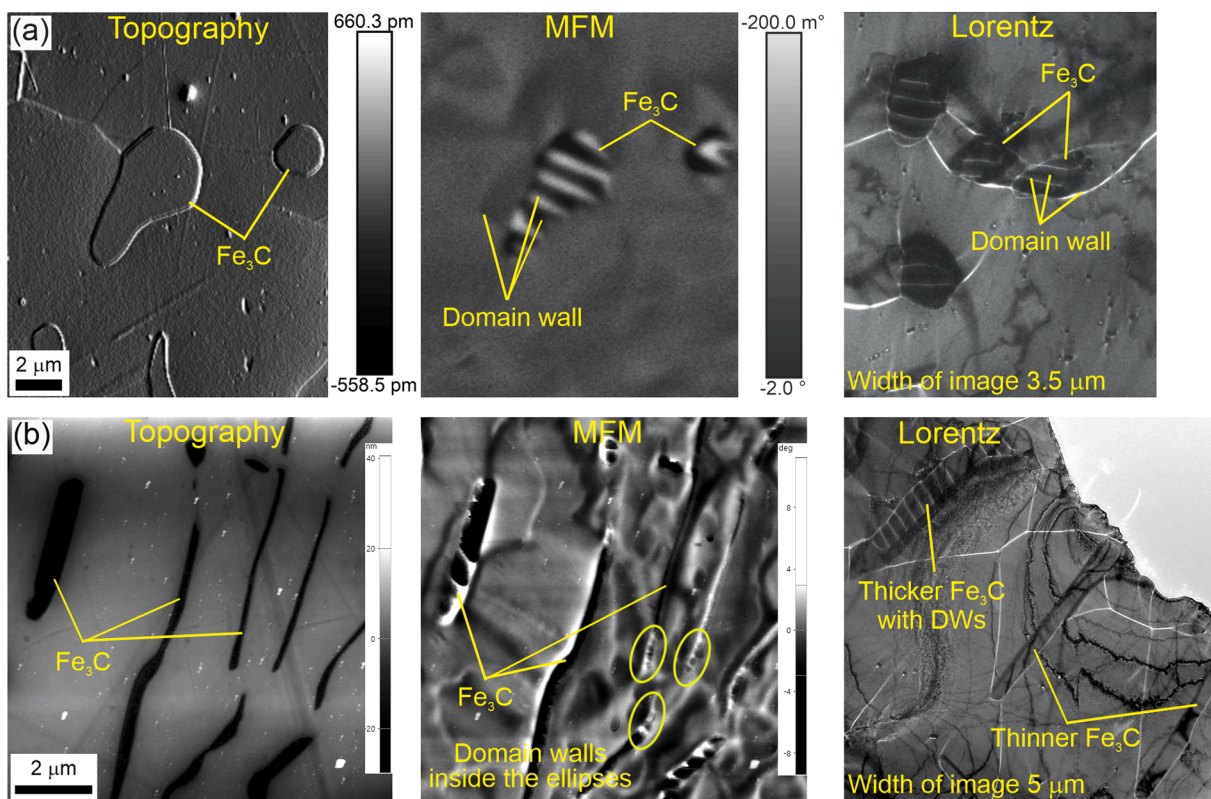 (a)
Topography
Fe₃C
2 μm
660.3 pm
-558.5 pm
MFM
Fe₃C
Domain wall
-200.0 m°
-2.0 °
Lorentz
Fe₃C
Domain wall
Width of image 3.5 μm
(b)
Topography
Fe₃C
2 μm
nm
40
20
0
-20
MFM
Fe₃C
Domain walls
inside the ellipses
deg
8
4
0
-4
-8
Lorentz
Thicker Fe₃C
with DWs
Thinner Fe₃C
Width of image 5 μm